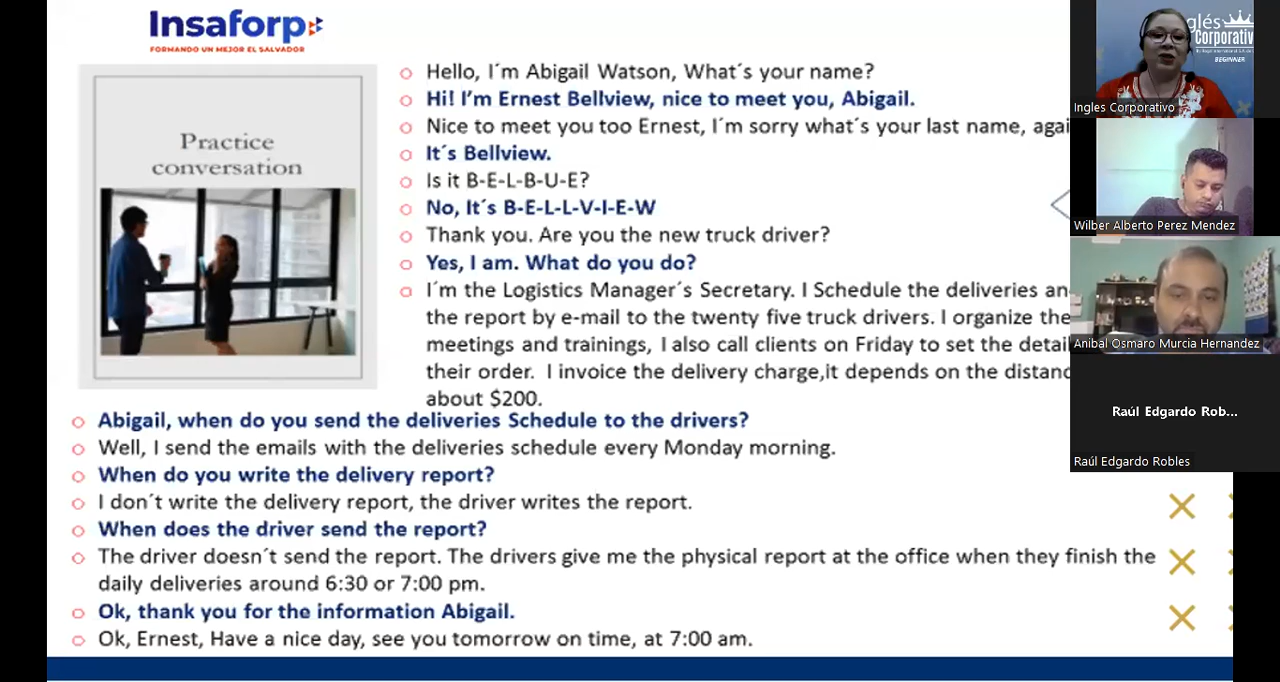 Insaforp
FORMANDO UN MEJOR EL SALVADOR
Practice
conversation
Hello, I´m Abigail Watson, What´s your name?
Hi! I’m Ernest Bellview, nice to meet you, Abigail.
Nice to meet you too Ernest, I´m sorry what´s your last name, agai
It´s Bellview.
Is it B-E-L-B-U-E?
No, It´s B-E-L-L-V-I-E-W
Thank you. Are you the new truck driver?
Yes, I am. What do you do?
I´m the Logistics Manager´s Secretary. I Schedule the deliveries an
the report by e-mail to the twenty five truck drivers. I organize the
meetings and trainings, I also call clients on Friday to set the detai
their order. I invoice the delivery charge,it depends on the distanc
about $200.
Abigail, when do you send the deliveries Schedule to the drivers?
Well, I send the emails with the deliveries schedule every Monday morning.
When do you write the delivery report?
I don´t write the delivery report, the driver writes the report.
When does the driver send the report?
The driver doesn´t send the report. The drivers give me the physical report at the office when they finish the
daily deliveries around 6:30 or 7:00 pm.
Ok, thank you for the information Abigail.
Ok, Ernest, Have a nice day, see you tomorrow on time, at 7:00 am.
glés
Corporativ
BEGINNER
Ingles Corporativo
Wilber Alberto Perez Mendez
Anibal Osmaro Murcia Hernandez
Raúl Edgardo Rob...
Raúl Edgardo Robles